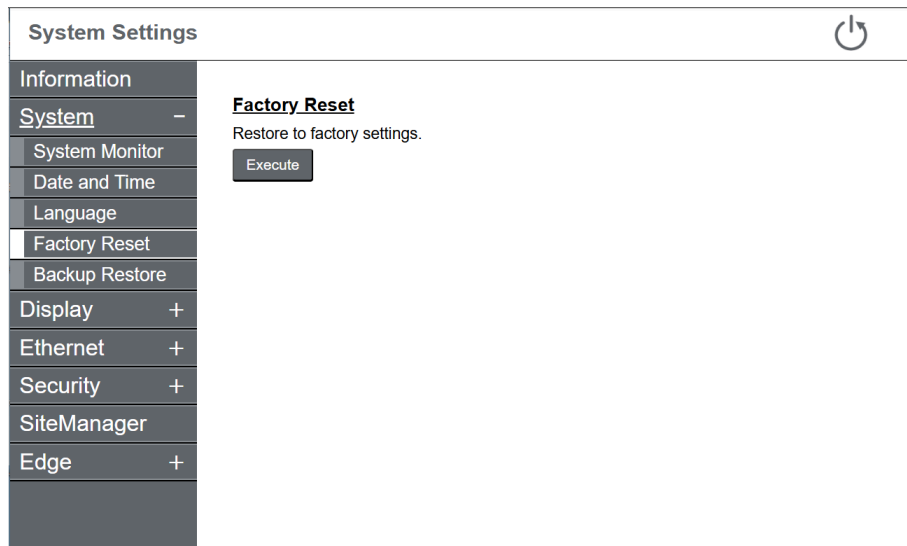 System Settings
Information
System −
System Monitor
Date and Time
Language
Factory Reset
Backup Restore
Display +
Ethernet +
Security +
SiteManager
Edge +
Factory Reset
Restore to factory settings.
Execute